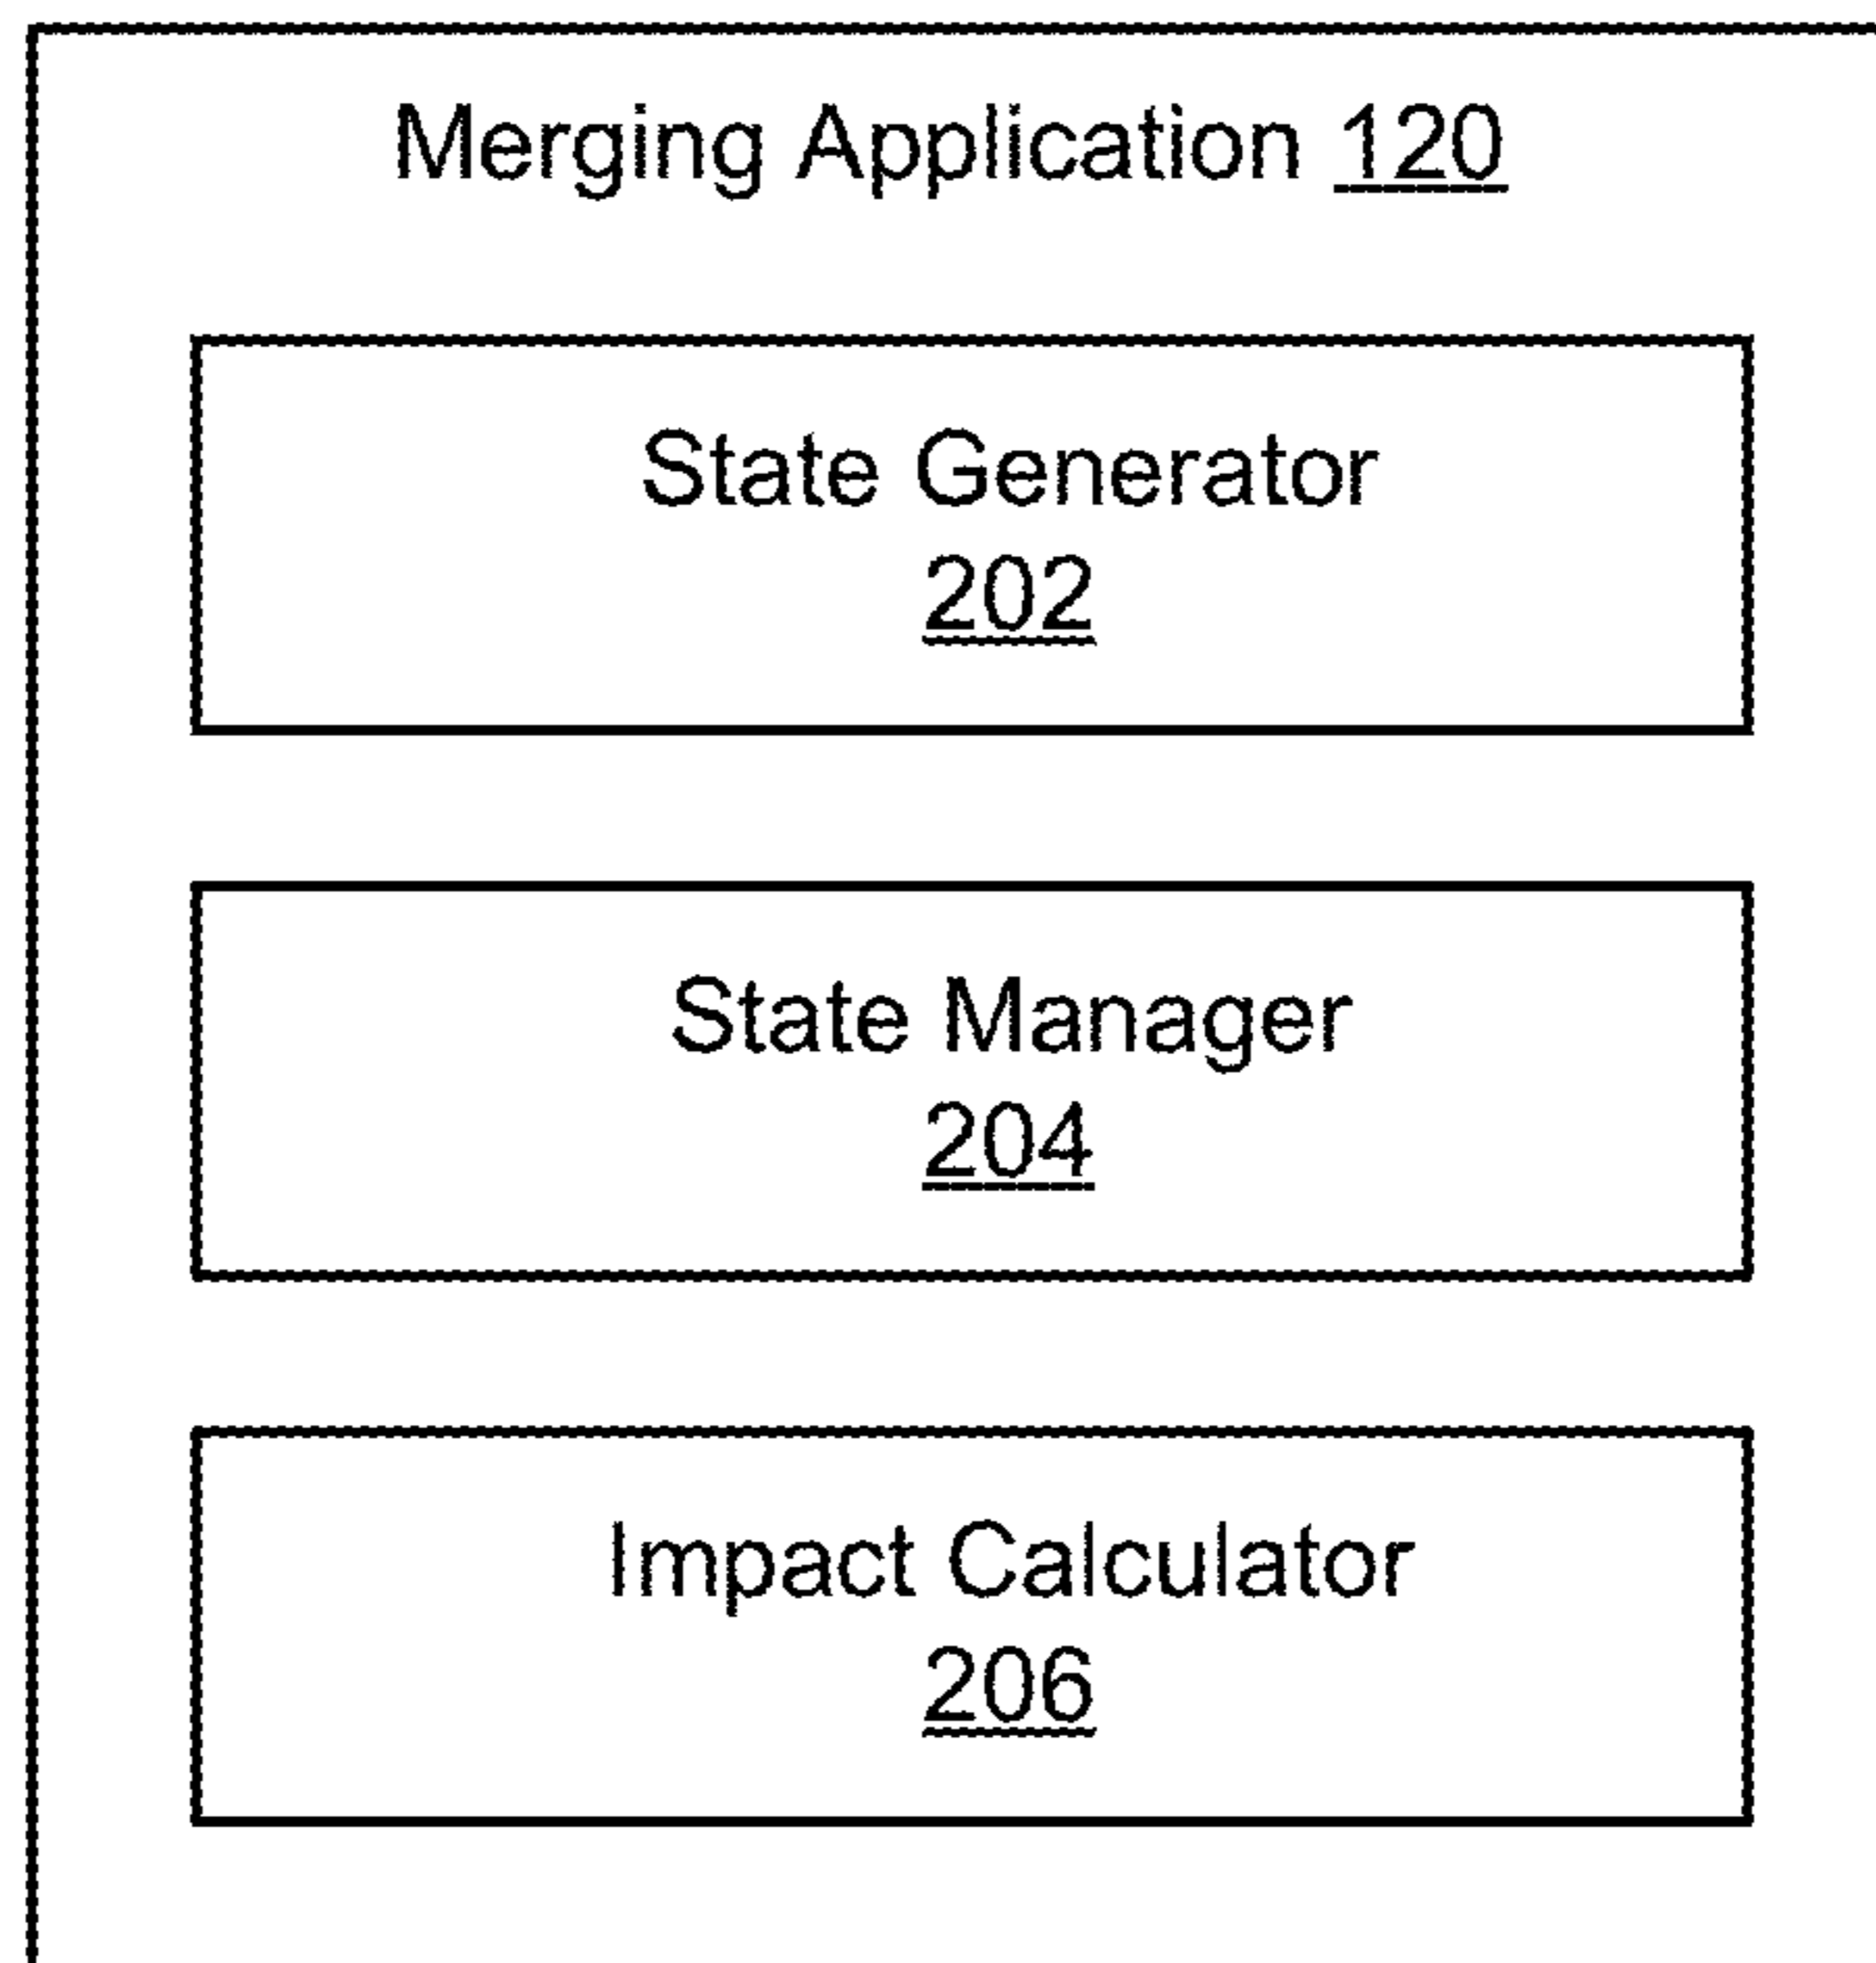 Merging Application 120
State Generator
202
State Manager
204
Impact Calculator
206